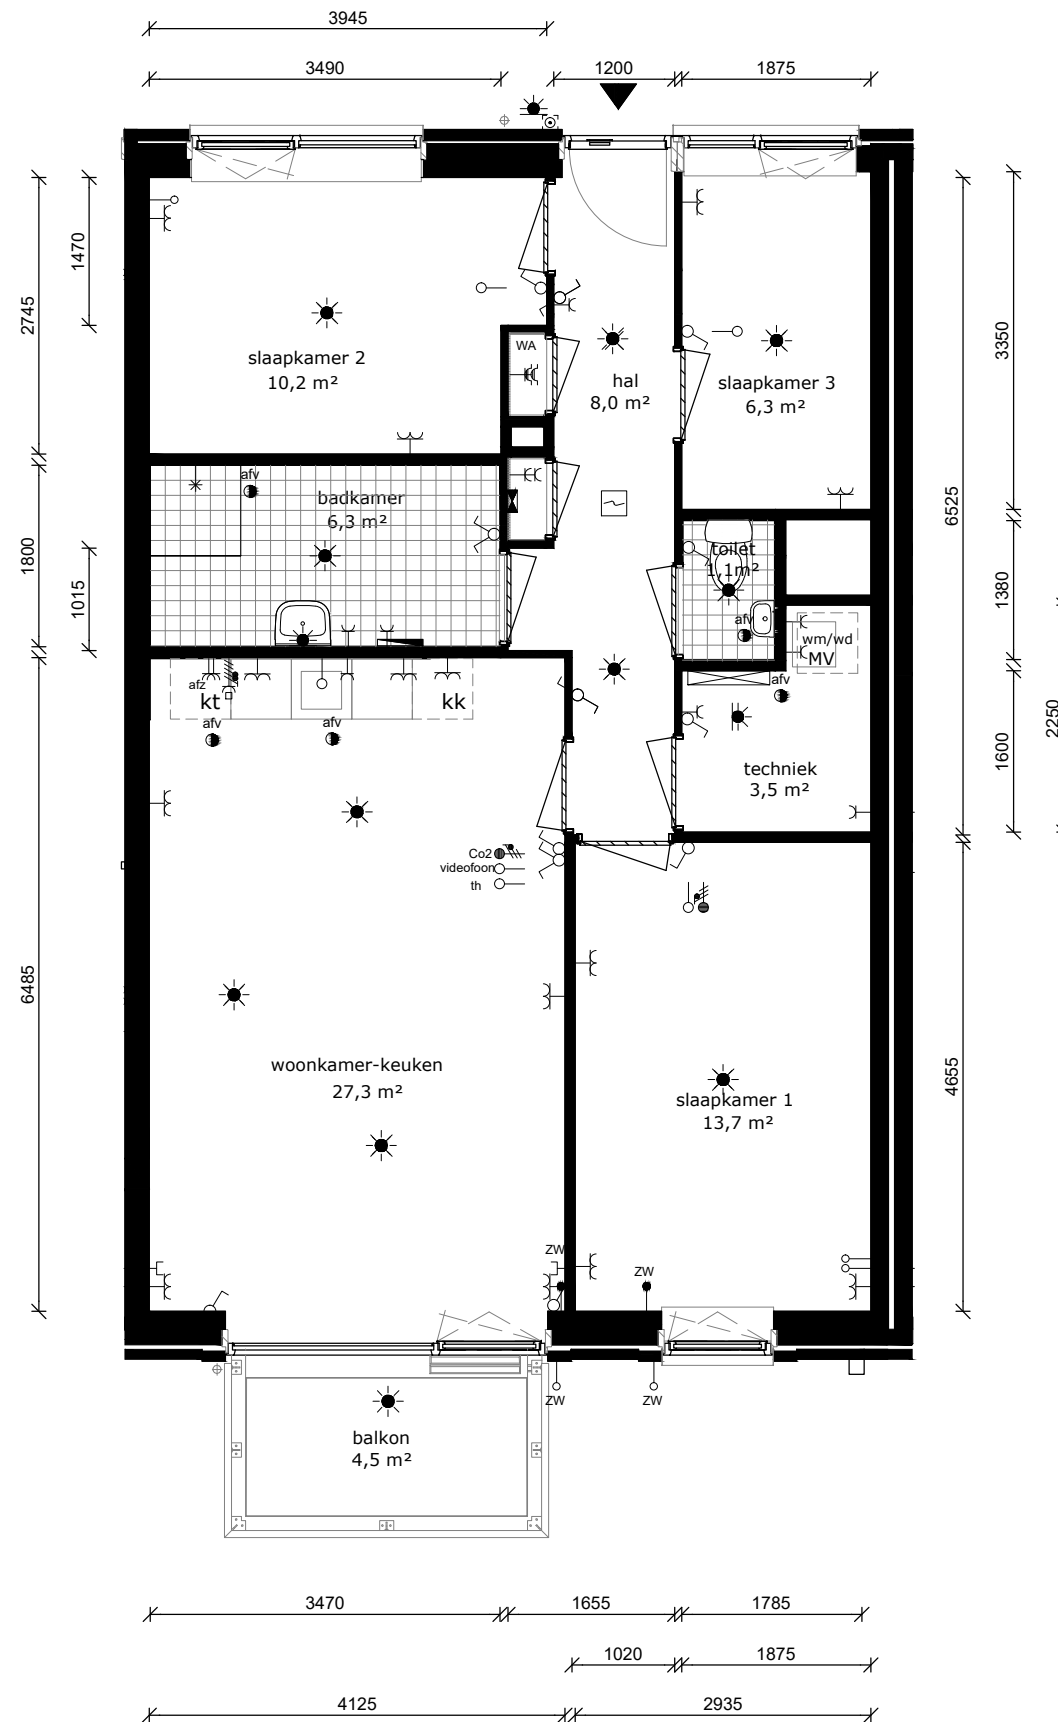 3945
3490
1200
1875
1470
2745
3350
WA
slaapkamer 2
10,2 m²
hal
8,0 m²
slaapkamer 3
6,3 m²
6525
afv
badkamer
6,3 m²
1800
1015
toilet
1,1m²
afv
1380
wm/wd
MV
afz
kt
kk
afv
afv
afv
2250
1600
techniek
3,5 m²
Co2
videofoon
th
6485
woonkamer-keuken
27,3 m²
slaapkamer 1
13,7 m²
4655
ZW
ZW
ZW
ZW
balkon
4,5 m²
3470
1655
1785
1020
1875
4125
2935